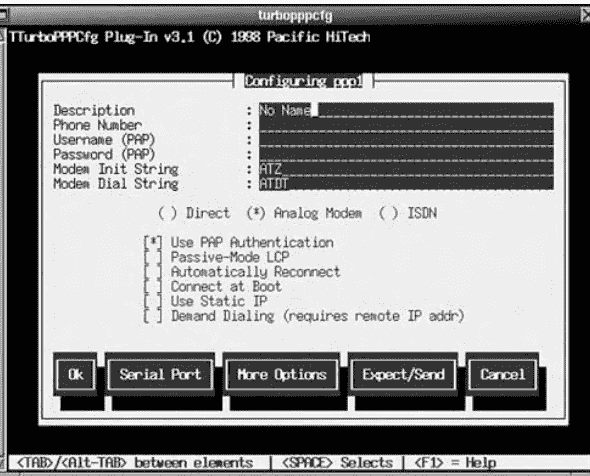 turbopppcfg
TTurboPPPCfg Plug-In v3.1 (C) 1998 Pacific HiTech
Configuring ppp1
Description : No Name
Phone Number :
Username (PAP) :
Password (PAP) :
Modem Init String : ATZ
Modem Dial String : ATDT
( ) Direct (*) Analog Modem ( ) ISDN
[*] Use PAP Authentication
[ ] Passive-Mode LCP
[ ] Automatically Reconnect
[ ] Connect at Boot
[ ] Use Static IP
[ ] Demand Dialing (requires remote IP addr)
Ok Serial Port More Options Expect/Send Cancel
<TAB>/<Alt-TAB> between elements | <SPACE> Selects | <F1> = Help